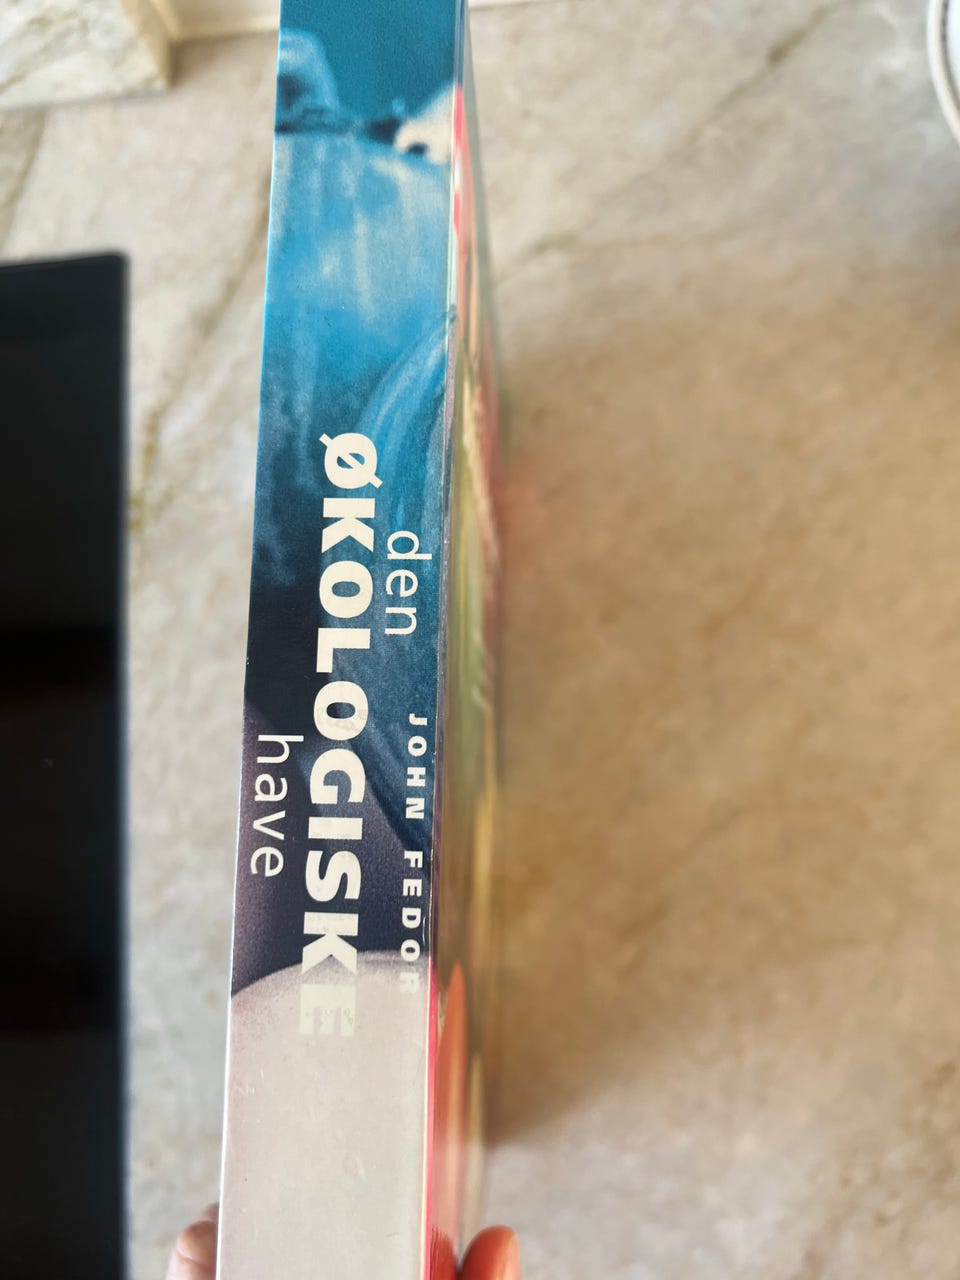 JOHN FEDOR
den
ØKOLOGISKE
have